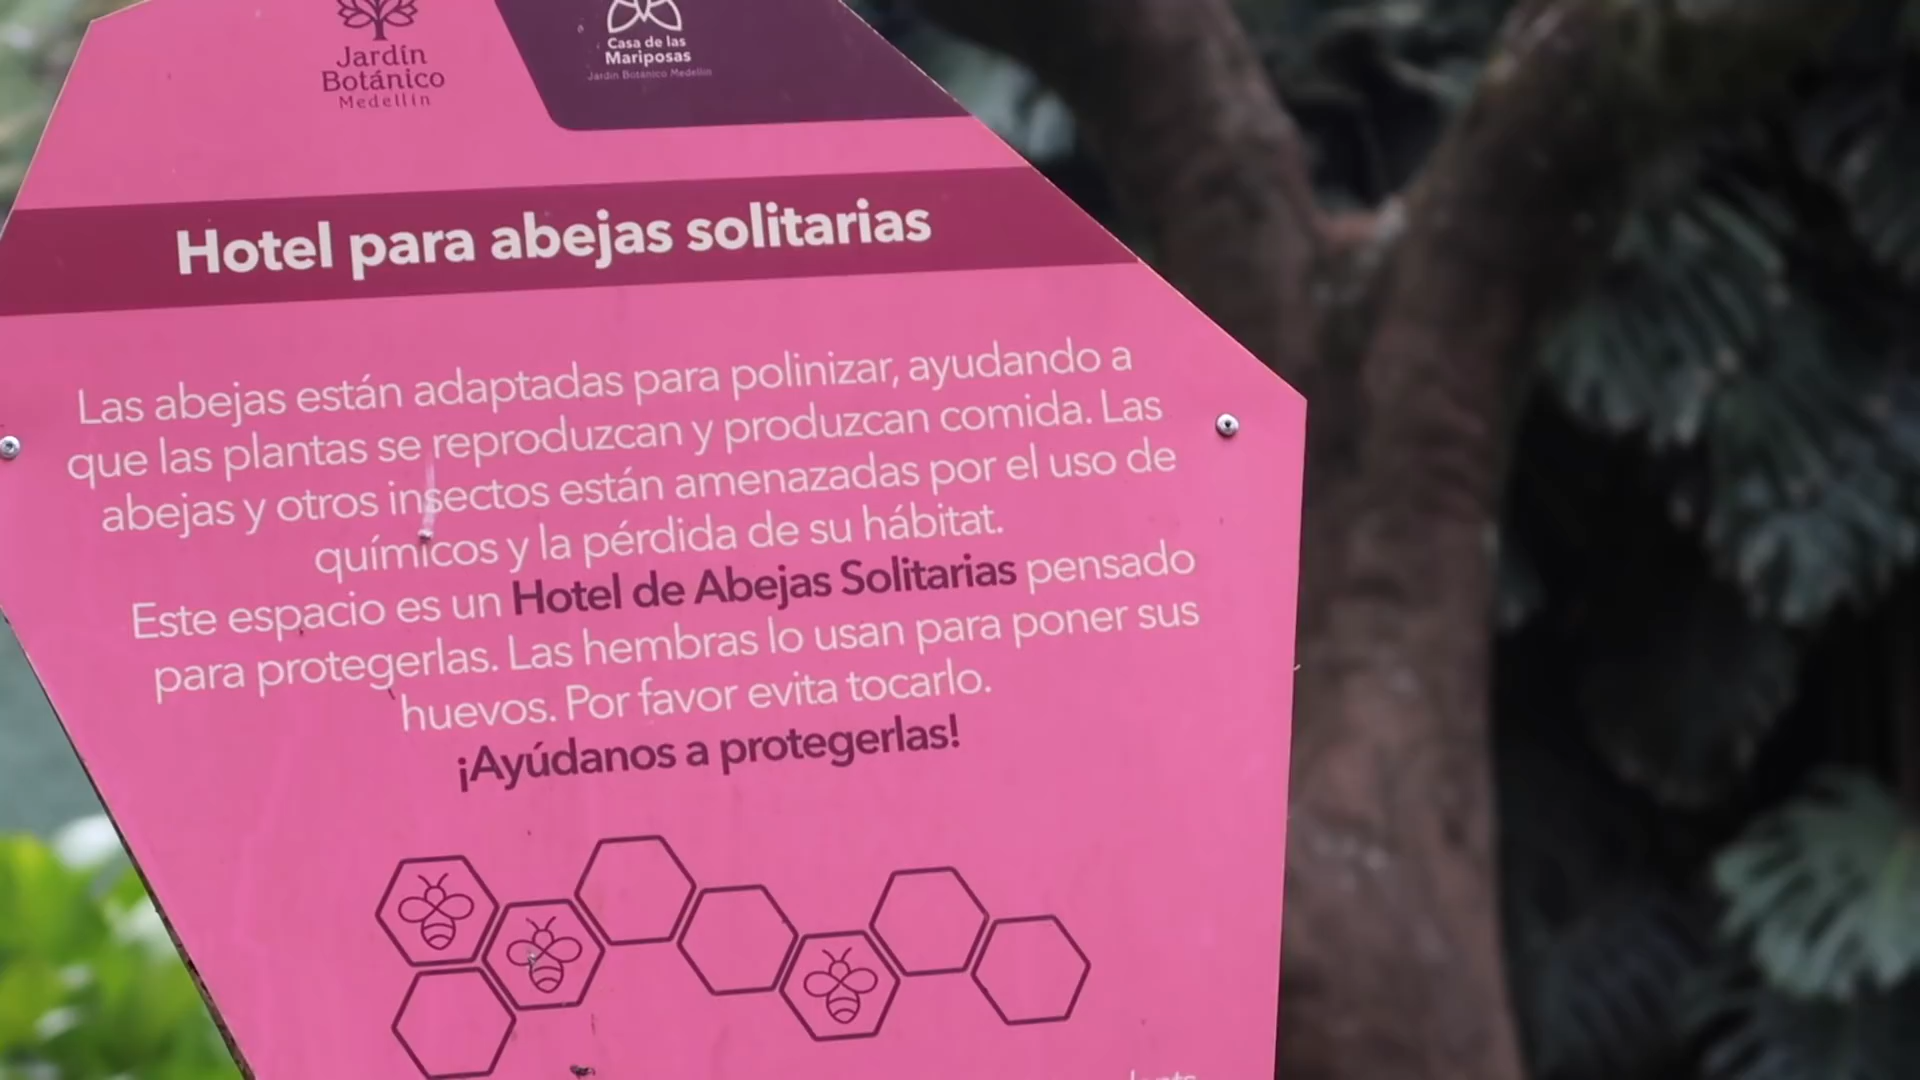 Jardín
Botánico
Medellín
Casa de las
Mariposas
Jardín Botánico Medellín
Hotel para abejas solitarias
Las abejas están adaptadas para polinizar, ayudando a
que las plantas se reproduzcan y produzcan comida. Las
abejas y otros insectos están amenazadas por el uso de
químicos y la pérdida de su hábitat.
Este espacio es un Hotel de Abejas Solitarias pensado
para protegerlas. Las hembras lo usan para poner sus
huevos. Por favor evita tocarlo.
¡Ayúdanos a protegerlas!